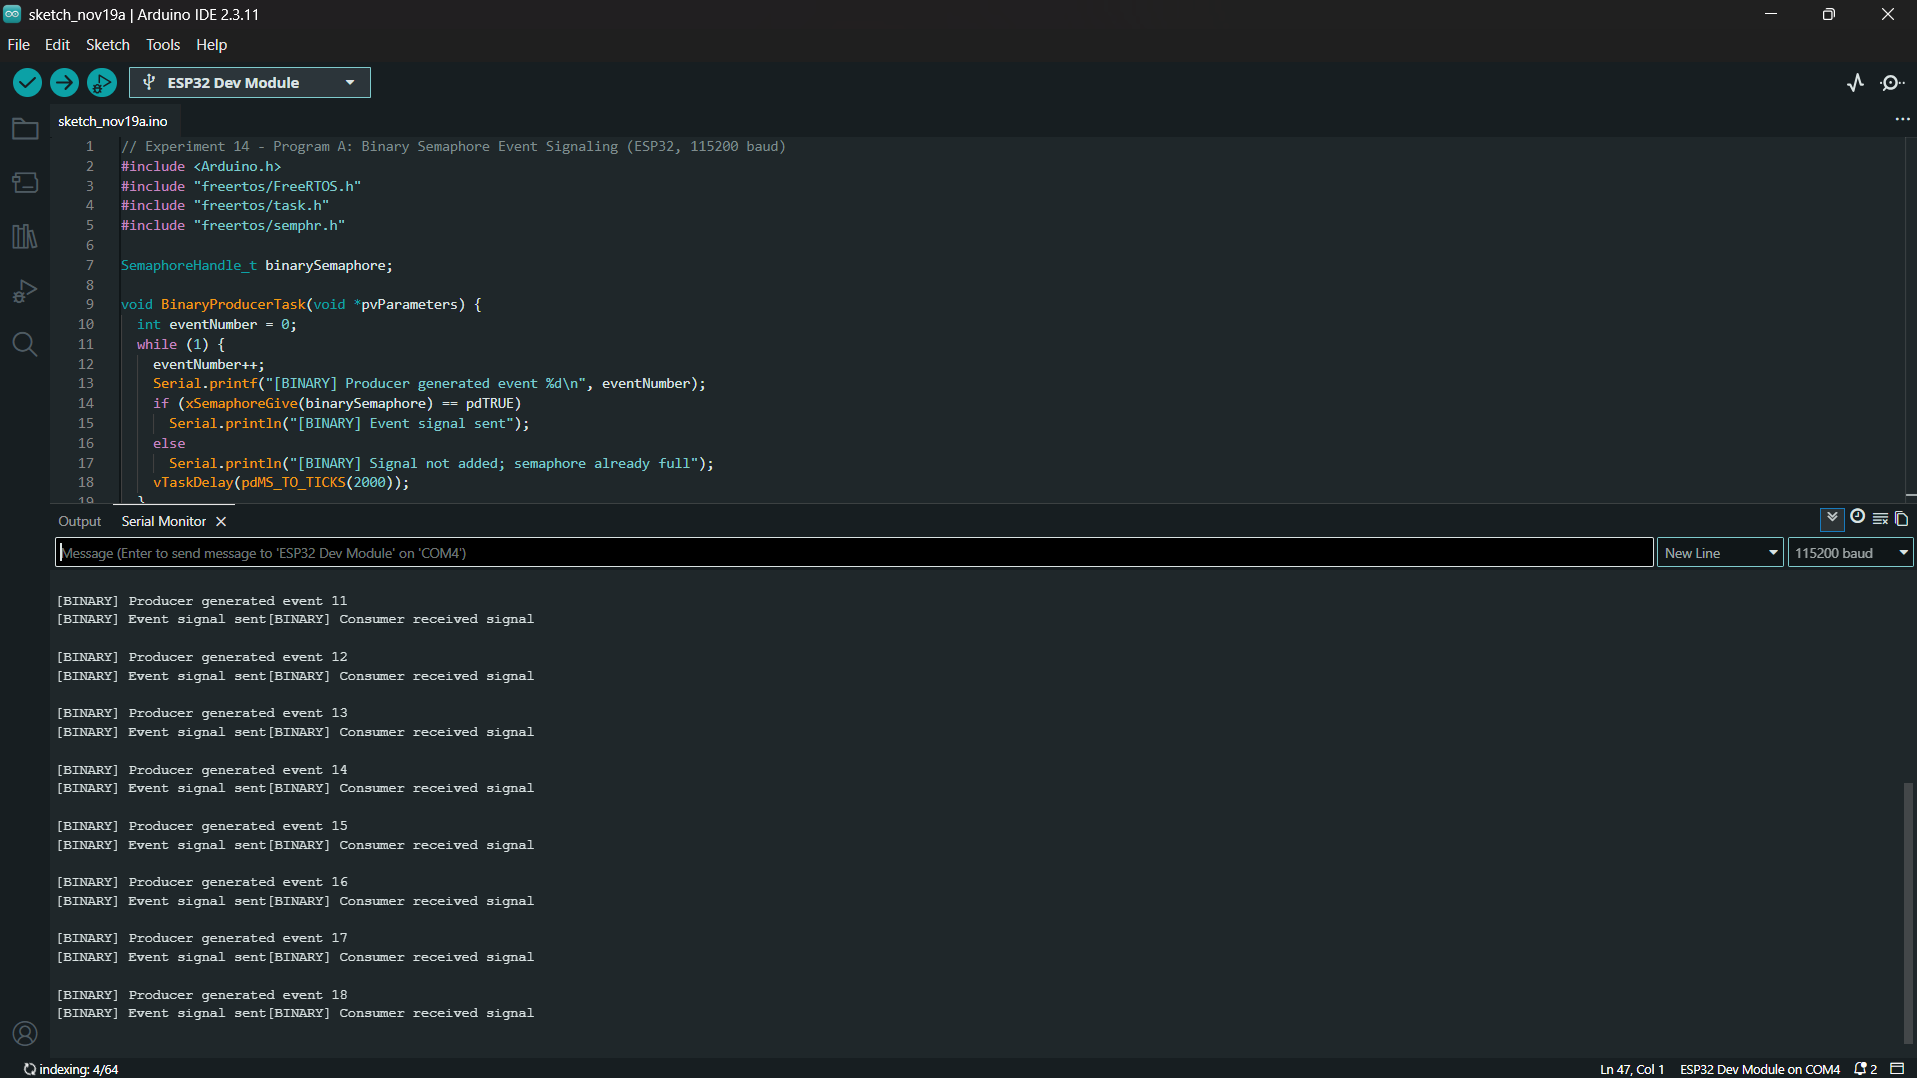 sketch_nov19a | Arduino IDE 2.3.11
File Edit Sketch Tools Help
ESP32 Dev Module
sketch_nov19a.ino
1 // Experiment 14 - Program A: Binary Semaphore Event Signaling (ESP32, 115200 baud)
2 #include <Arduino.h>
3 #include "freertos/FreeRTOS.h"
4 #include "freertos/task.h"
5 #include "freertos/semphr.h"
6
7 SemaphoreHandle_t binarySemaphore;
8
9 void BinaryProducerTask(void *pvParameters) {
10 int eventNumber = 0;
11 while (1) {
12 eventNumber++;
13 Serial.printf("[BINARY] Producer generated event %d\n", eventNumber);
14 if (xSemaphoreGive(binarySemaphore) == pdTRUE)
15 Serial.println("[BINARY] Event signal sent");
16 else
17 Serial.println("[BINARY] Signal not added; semaphore already full");
18 vTaskDelay(pdMS_TO_TICKS(2000));
19 }
Output Serial Monitor
Message (Enter to send message to 'ESP32 Dev Module' on 'COM4') New Line 115200 baud
[BINARY] Producer generated event 11
[BINARY] Event signal sent[BINARY] Consumer received signal
[BINARY] Producer generated event 12
[BINARY] Event signal sent[BINARY] Consumer received signal
[BINARY] Producer generated event 13
[BINARY] Event signal sent[BINARY] Consumer received signal
[BINARY] Producer generated event 14
[BINARY] Event signal sent[BINARY] Consumer received signal
[BINARY] Producer generated event 15
[BINARY] Event signal sent[BINARY] Consumer received signal
[BINARY] Producer generated event 16
[BINARY] Event signal sent[BINARY] Consumer received signal
[BINARY] Producer generated event 17
[BINARY] Event signal sent[BINARY] Consumer received signal
[BINARY] Producer generated event 18
[BINARY] Event signal sent[BINARY] Consumer received signal
indexing: 4/64 Ln 47, Col 1 ESP32 Dev Module on COM4 2